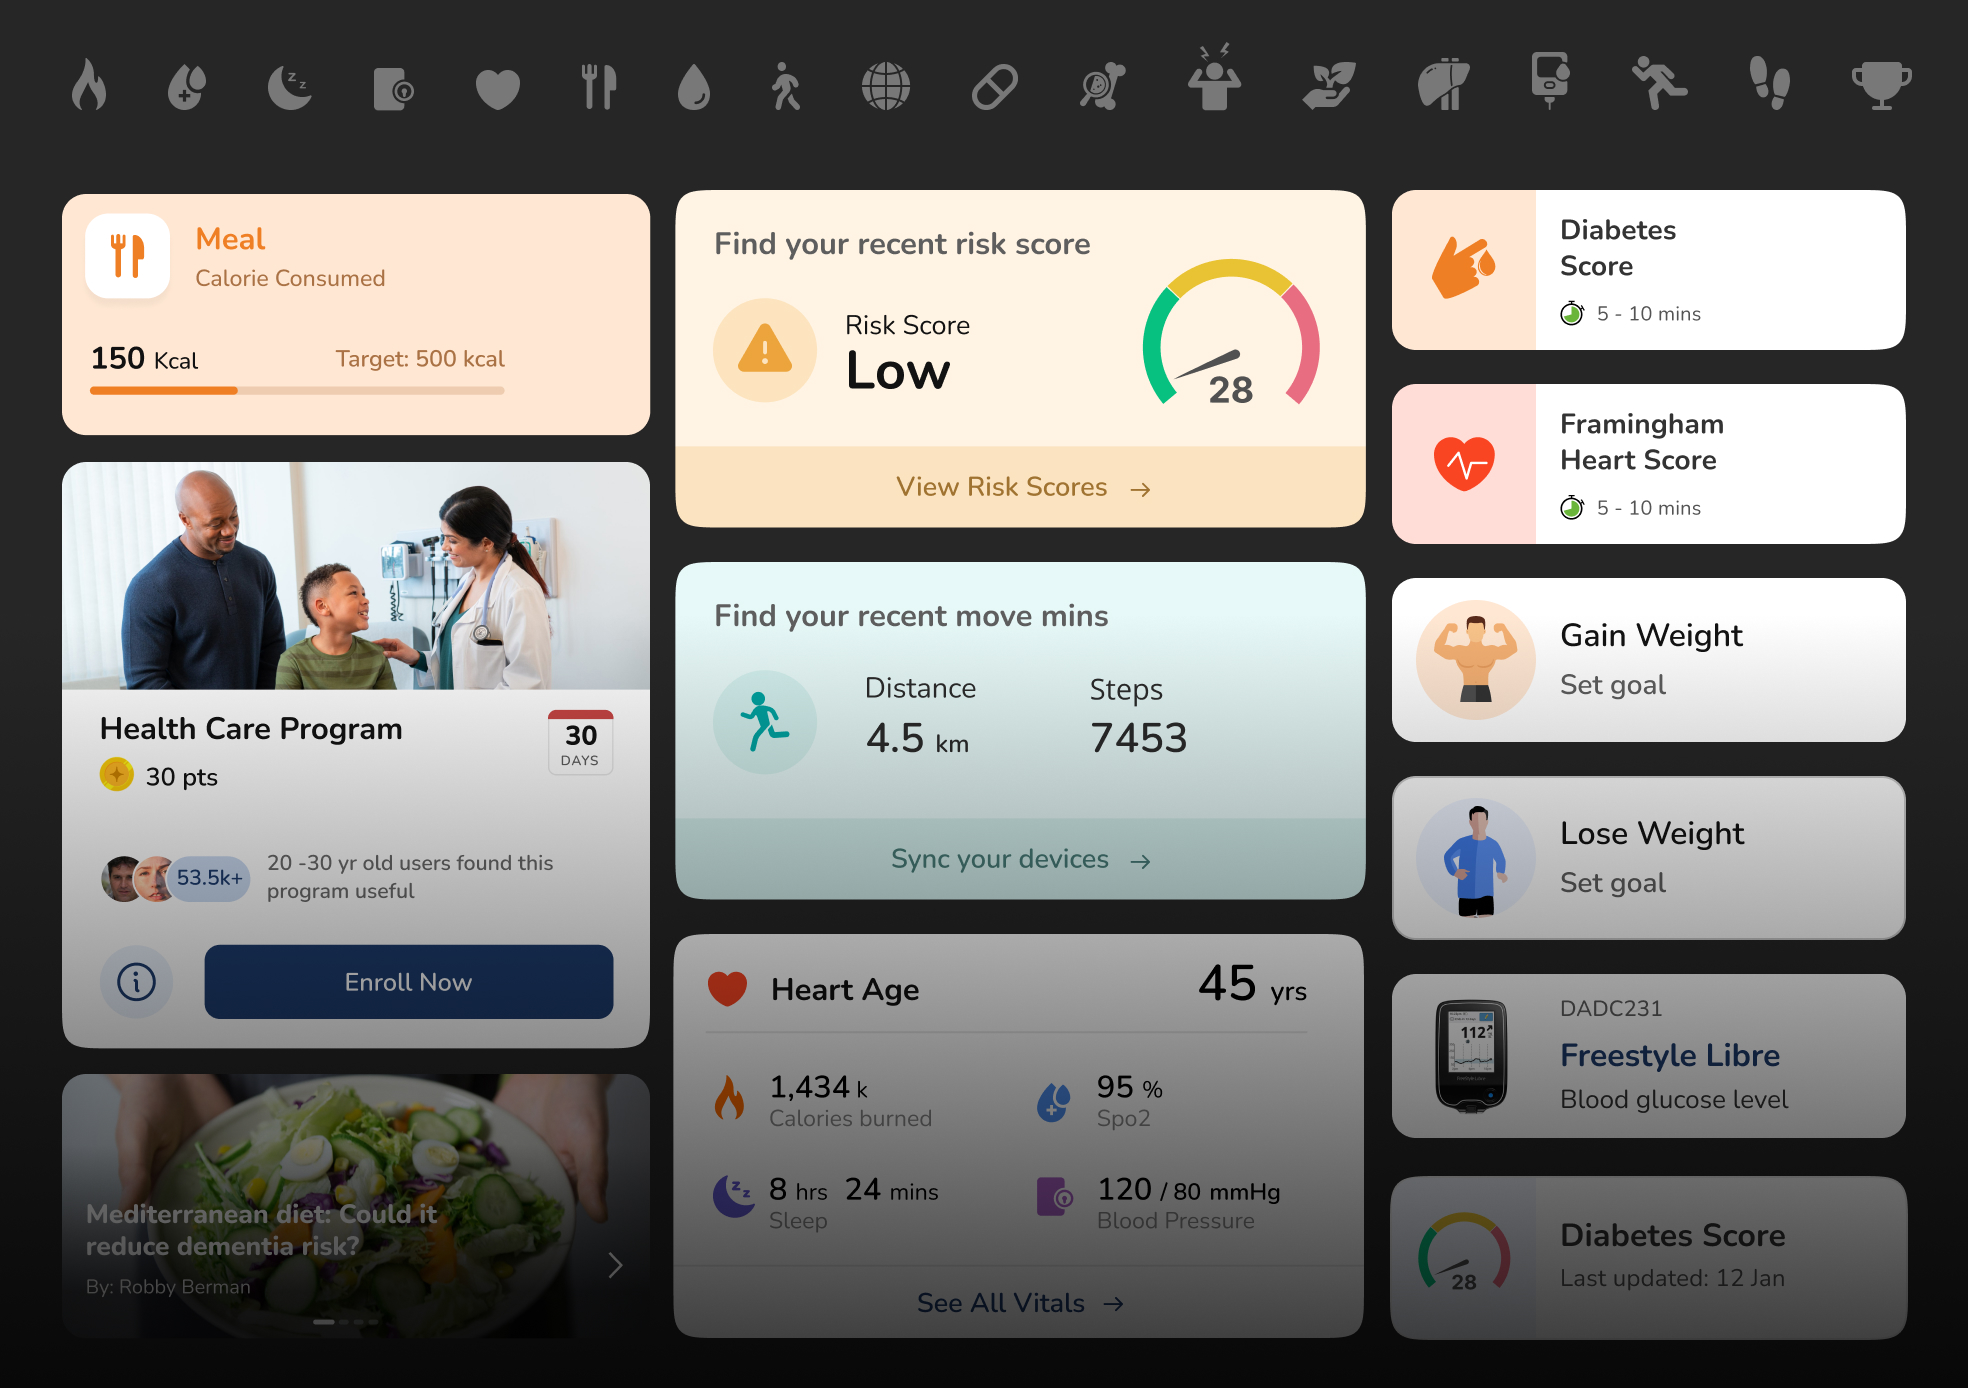 Meal
Calorie Consumed
150 Kcal
Target: 500 kcal
Health Care Program
30 pts
30
DAYS
53.5k+
20 -30 yr old users found this
program useful
Enroll Now
Mediterranean diet: Could it
reduce dementia risk?
By: Robby Berman
Find your recent risk score
Risk Score
Low
28
View Risk Scores →
Find your recent move mins
Distance
4.5 km
Steps
7453
Sync your devices →
Heart Age
45 yrs
1,434 k
Calories burned
95 %
Spo2
8 hrs 24 mins
Sleep
120 / 80 mmHg
Blood Pressure
See All Vitals →
Diabetes
Score
5 - 10 mins
Framingham
Heart Score
5 - 10 mins
Gain Weight
Set goal
Lose Weight
Set goal
112
DADC231
Freestyle Libre
Blood glucose level
28
Diabetes Score
Last updated: 12 Jan